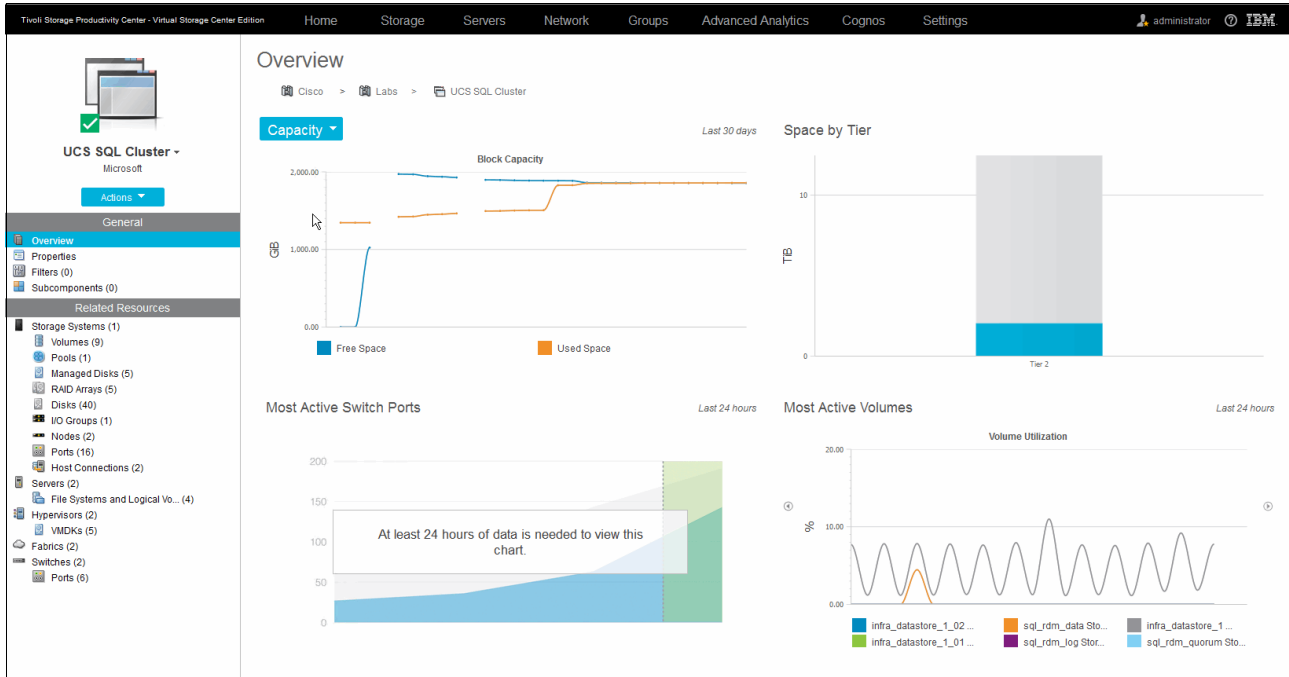 Tivoli Storage Productivity Center - Virtual Storage Center Edition
Home Storage Servers Network Groups Advanced Analytics Cognos Settings
administrator ? IBM.
UCS SQL Cluster
Microsoft
Actions
General
Overview
Properties
Filters (0)
Subcomponents (0)
Related Resources
Storage Systems (1)
Volumes (9)
Pools (1)
Managed Disks (5)
RAID Arrays (5)
Disks (40)
I/O Groups (1)
Nodes (2)
Ports (16)
Host Connections (2)
Servers (2)
File Systems and Logical Vo... (4)
Hypervisors (2)
VMDKs (5)
Fabrics (2)
Switches (2)
Ports (6)
Overview
Cisco > Labs > UCS SQL Cluster
Capacity
Last 30 days
Block Capacity
2,000.00
GiB
1,000.00
0.00
Free Space Used Space
Space by Tier
10
TiB
0
Tier 2
Most Active Switch Ports
Last 24 hours
200
150
100
50
0
At least 24 hours of data is needed to view this
chart.
Most Active Volumes
Last 24 hours
Volume Utilization
20.00
%
10.00
0.00
infra_datastore_1_02 ... sql_rdm_data Sto... infra_datastore_1 ...
infra_datastore_1_01 ... sql_rdm_log Stor... sql_rdm_quorum Sto...